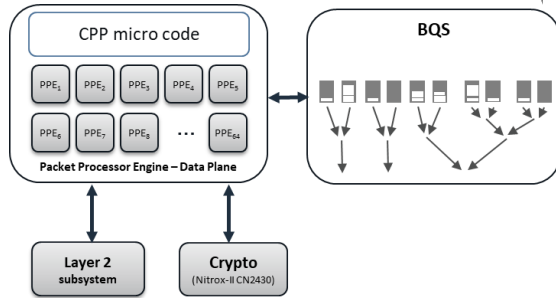 CPP micro code
BQS
PPE1 PPE2 PPE3 PPE4 PPE5
PPE6 PPE7 PPE8 ... PPE64
Packet Processor Engine – Data Plane
Layer 2
subsystem
Crypto
(Nitrox-II CN2430)